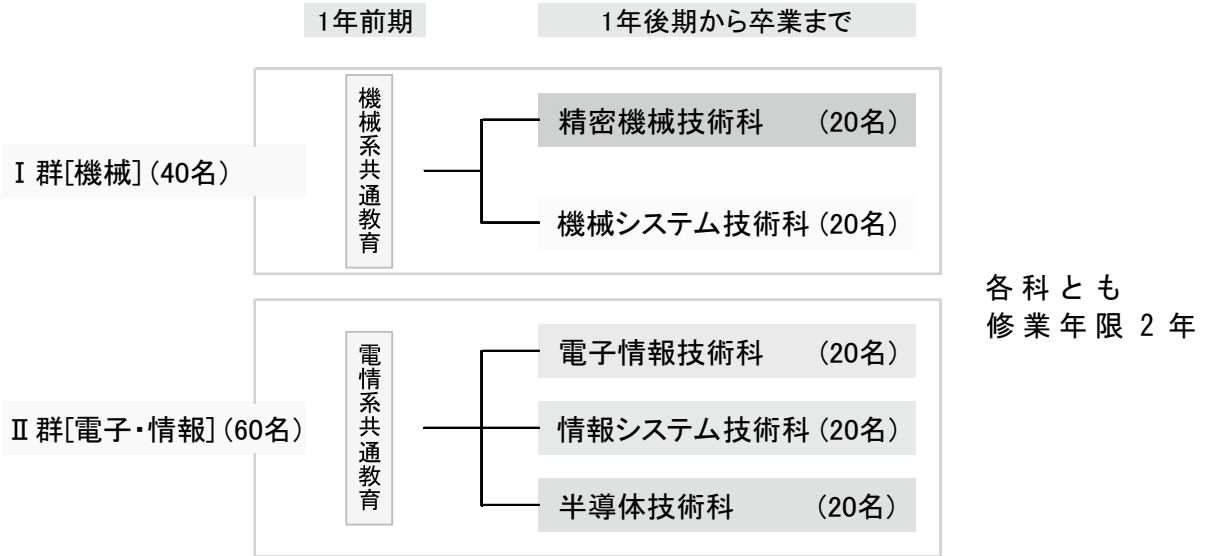 1年前期
1年後期から卒業まで
Ⅰ群[機械](40名)
機械系共通教育
精密機械技術科 (20名)
機械システム技術科(20名)
各科とも
修業年限 2 年
Ⅱ群[電子・情報](60名)
電情系共通教育
電子情報技術科 (20名)
情報システム技術科(20名)
半導体技術科 (20名)